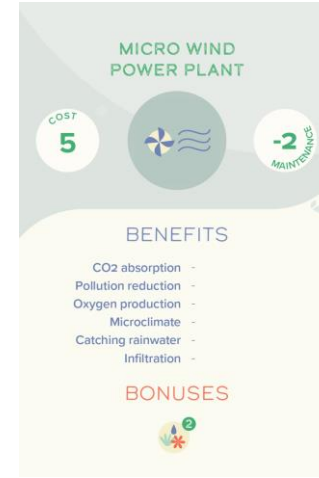 MICRO WIND
POWER PLANT
COST
5
-2
MAINTENANCE
BENEFITS
CO2 absorption -
Pollution reduction -
Oxygen production -
Microclimate -
Catching rainwater -
Infiltration -
BONUSES
2